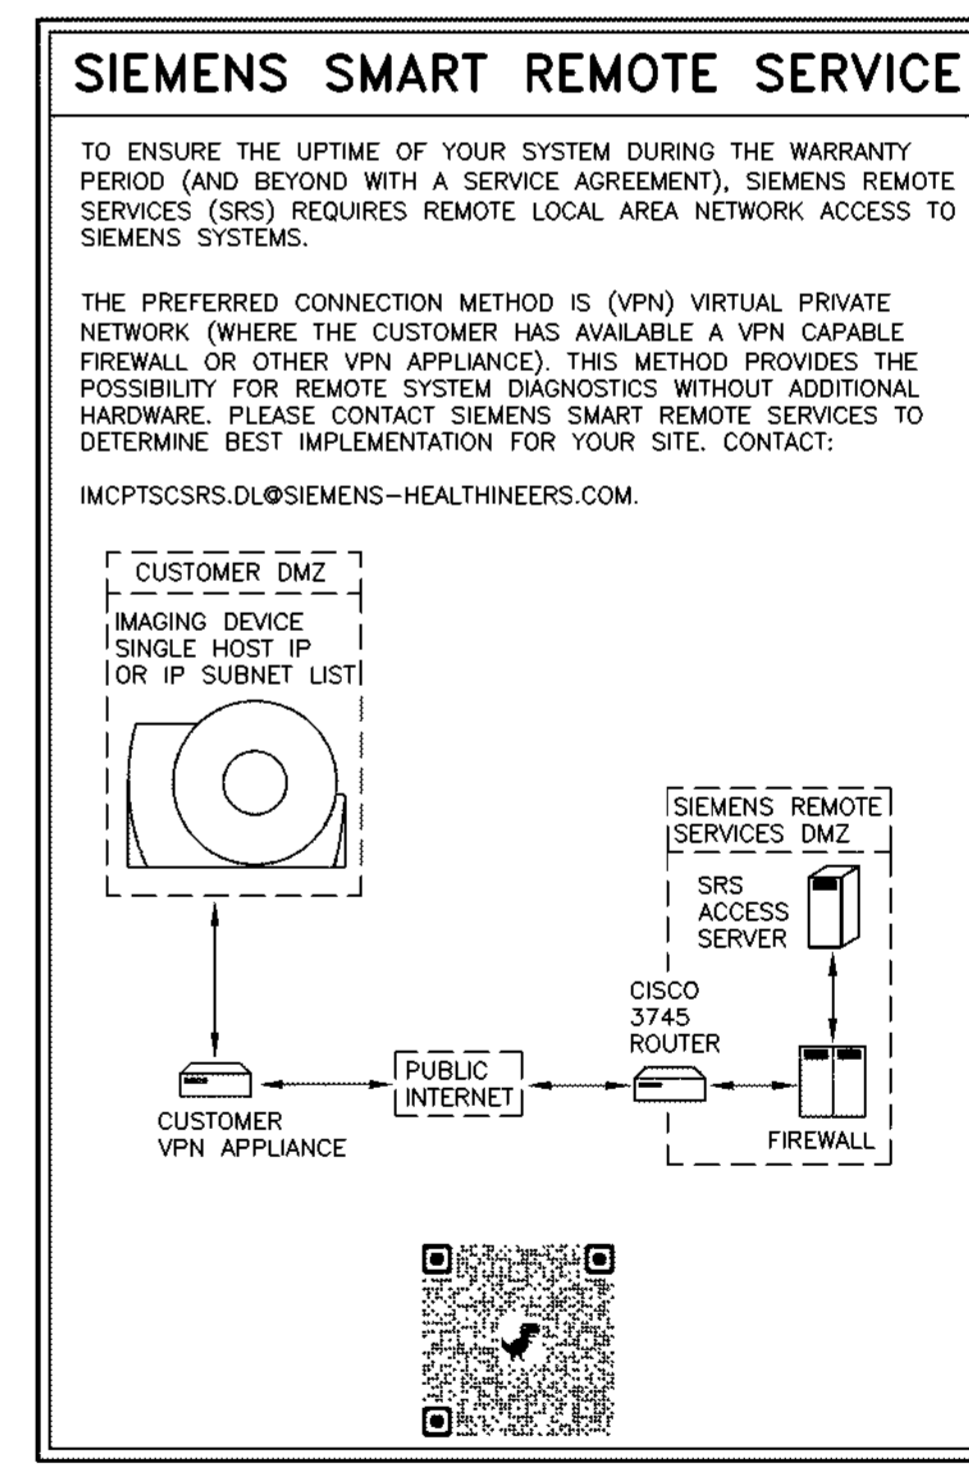 SIEMENS SMART REMOTE SERVICE
TO ENSURE THE UPTIME OF YOUR SYSTEM DURING THE WARRANTY
PERIOD (AND BEYOND WITH A SERVICE AGREEMENT), SIEMENS REMOTE
SERVICES (SRS) REQUIRES REMOTE LOCAL AREA NETWORK ACCESS TO
SIEMENS SYSTEMS.
THE PREFERRED CONNECTION METHOD IS (VPN) VIRTUAL PRIVATE
NETWORK (WHERE THE CUSTOMER HAS AVAILABLE A VPN CAPABLE
FIREWALL OR OTHER VPN APPLIANCE). THIS METHOD PROVIDES THE
POSSIBILITY FOR REMOTE SYSTEM DIAGNOSTICS WITHOUT ADDITIONAL
HARDWARE. PLEASE CONTACT SIEMENS SMART REMOTE SERVICES TO
DETERMINE BEST IMPLEMENTATION FOR YOUR SITE. CONTACT:
IMCPTSCSRS.DL@SIEMENS-HEALTHINEERS.COM.
CUSTOMER DMZ
IMAGING DEVICE
SINGLE HOST IP
OR IP SUBNET LIST
SIEMENS REMOTE
SERVICES DMZ
SRS
ACCESS
SERVER
CISCO
3745
ROUTER
PUBLIC
INTERNET
CUSTOMER
VPN APPLIANCE
FIREWALL